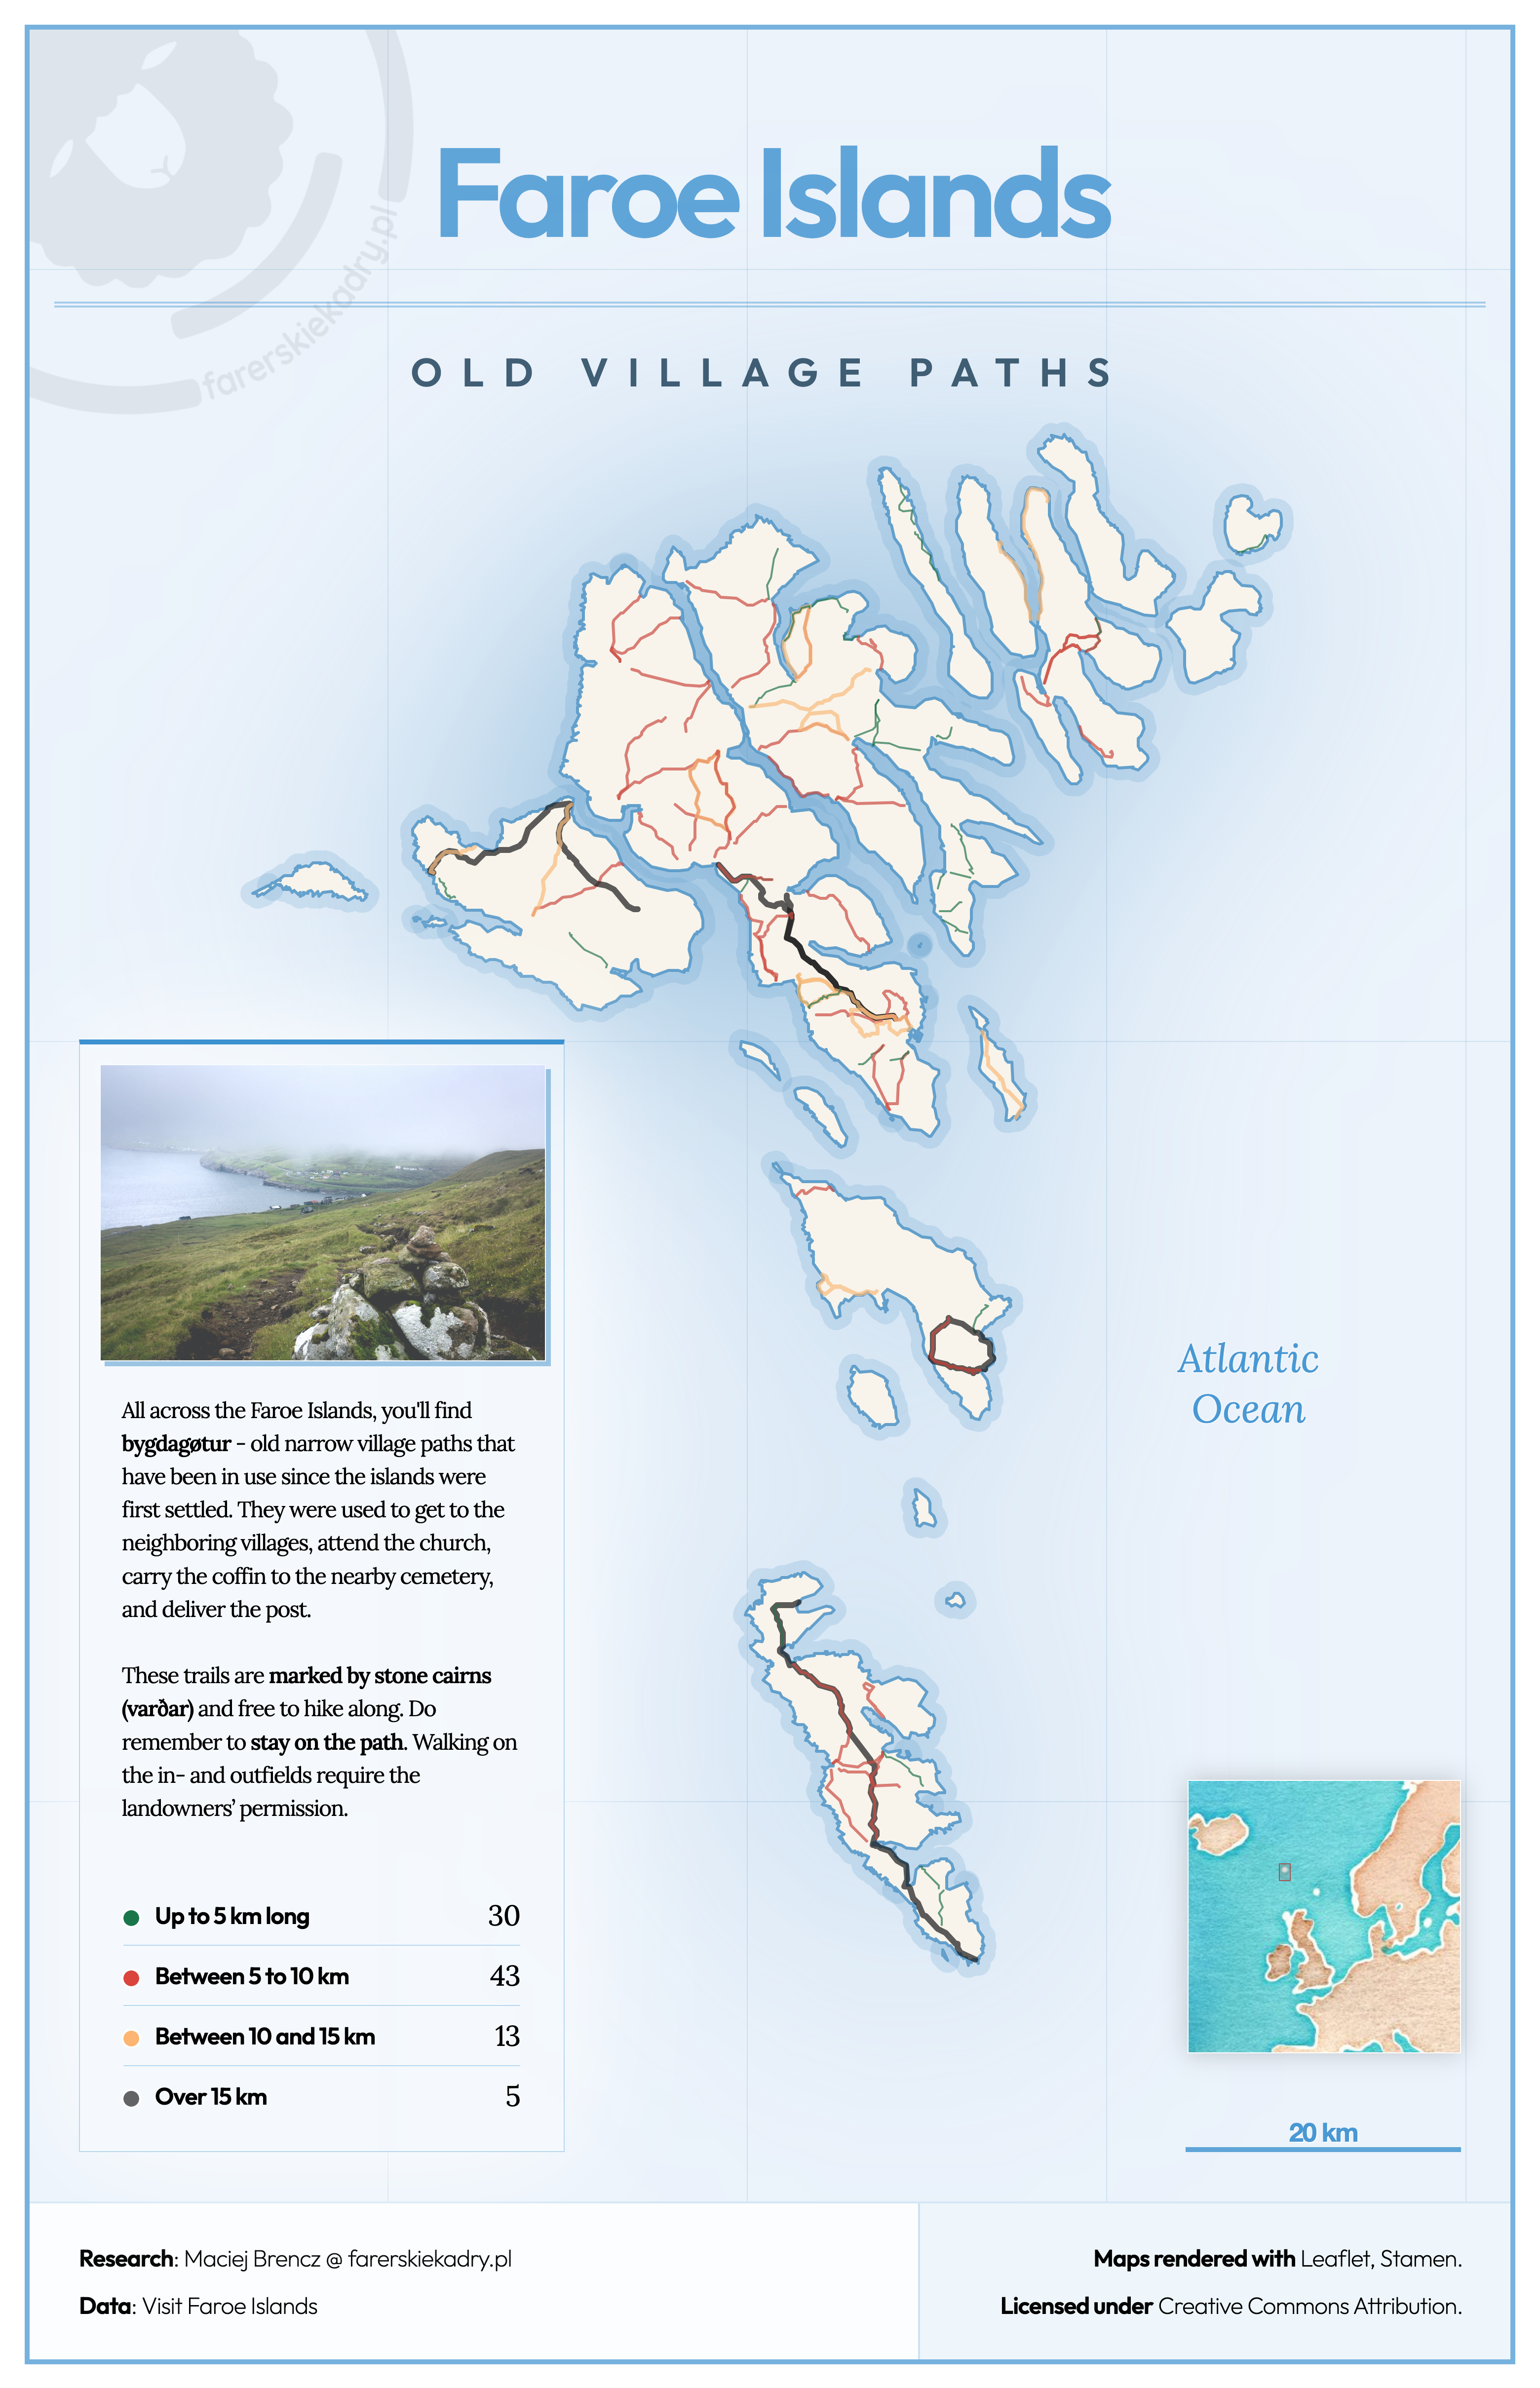 farerskiekadry.pl
Faroe Islands
OLD VILLAGE PATHS
All across the Faroe Islands, you'll find
bygdagøtur - old narrow village paths that
have been in use since the islands were
first settled. They were used to get to the
neighboring villages, attend the church,
carry the coffin to the nearby cemetery,
and deliver the post.
These trails are marked by stone cairns
(varðar) and free to hike along. Do
remember to stay on the path. Walking on
the in- and outfields require the
landowners’ permission.
Up to 5 km long 30
Between 5 to 10 km 43
Between 10 and 15 km 13
Over 15 km 5
Atlantic
Ocean
20 km
Research: Maciej Brencz @ farerskiekadry.pl
Data: Visit Faroe Islands
Maps rendered with Leaflet, Stamen.
Licensed under Creative Commons Attribution.